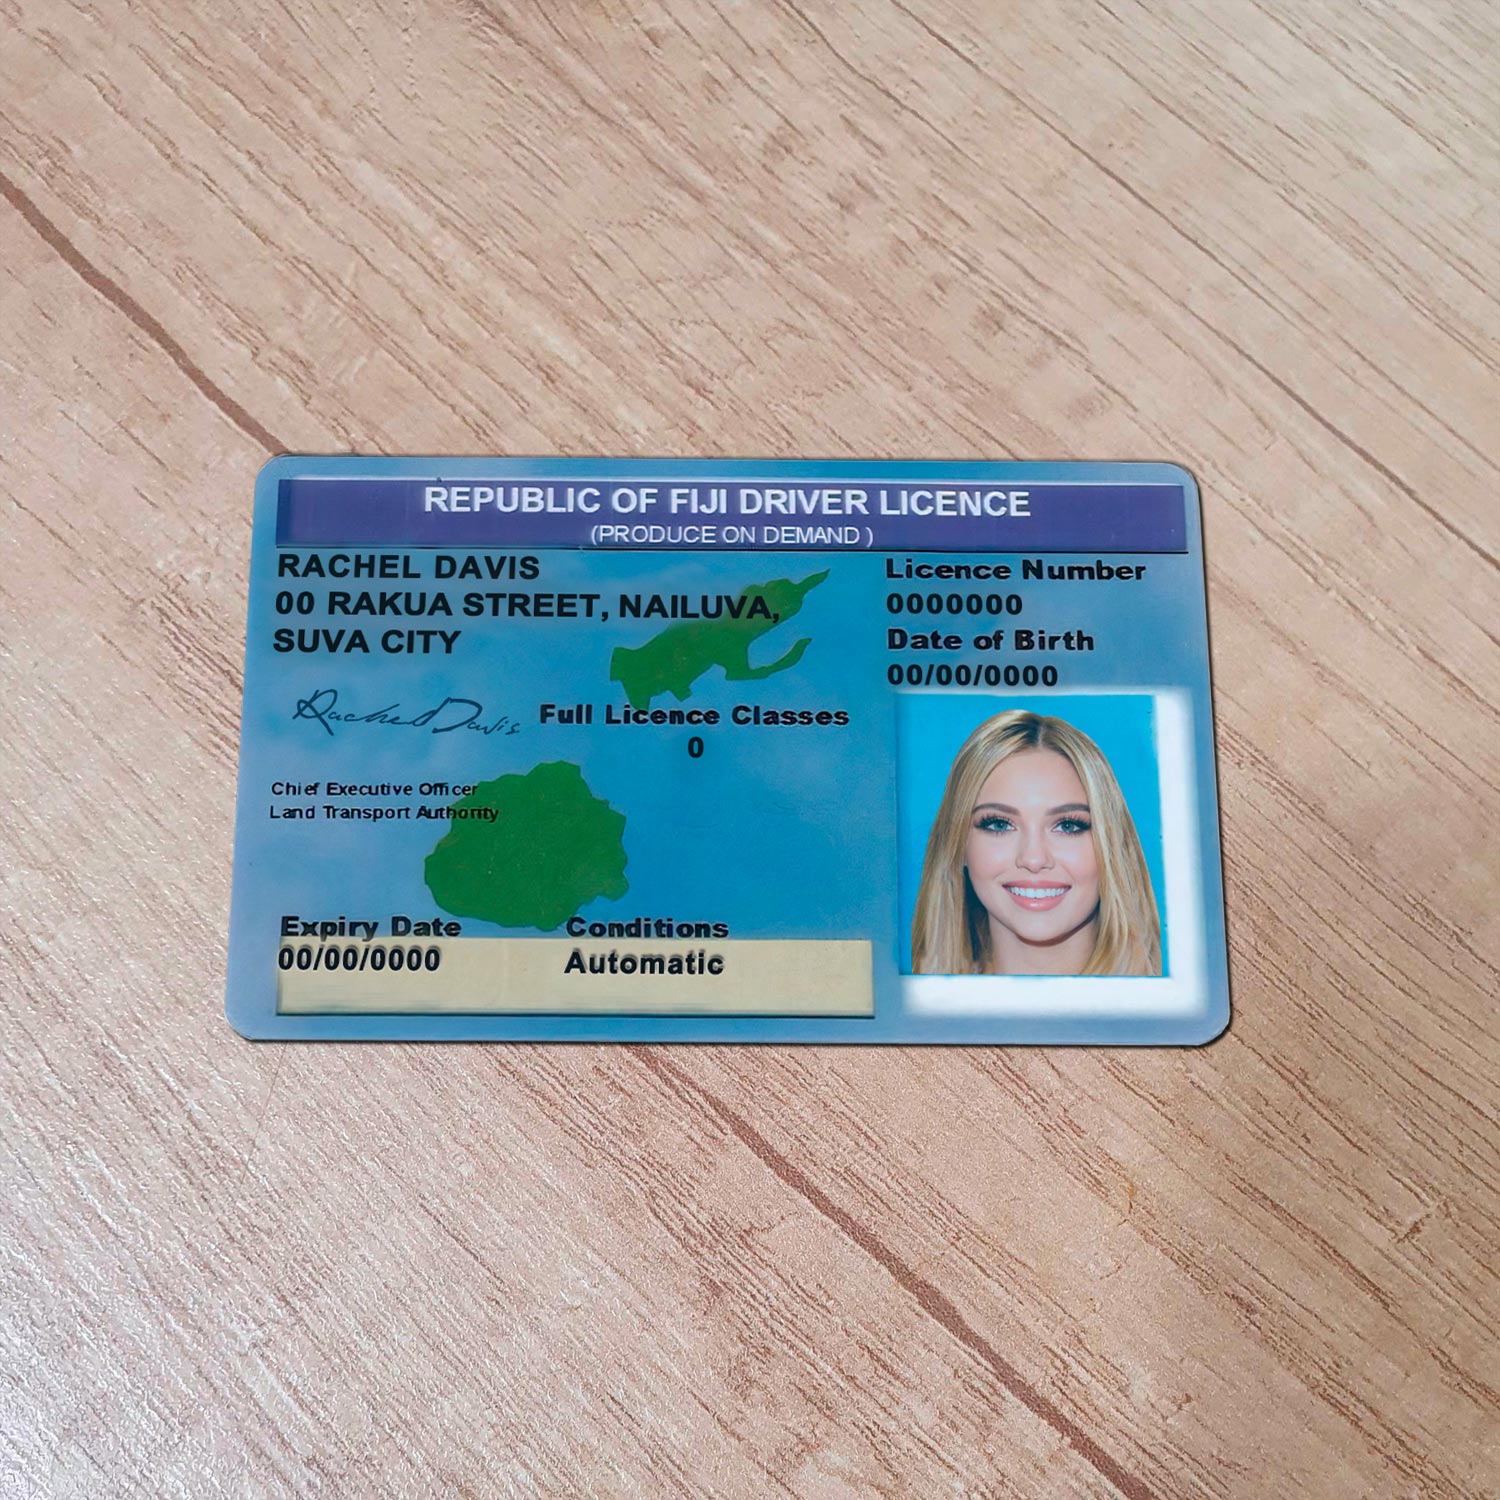 REPUBLIC OF FIJI DRIVER LICENCE
(PRODUCE ON DEMAND )
RACHEL DAVIS
00 RAKUA STREET, NAILUVA,
SUVA CITY
Licence Number
0000000
Date of Birth
00/00/0000
Rachel Davis
Full Licence Classes
0
Chief Executive Officer
Land Transport Authority
Expiry Date
00/00/0000
Conditions
Automatic